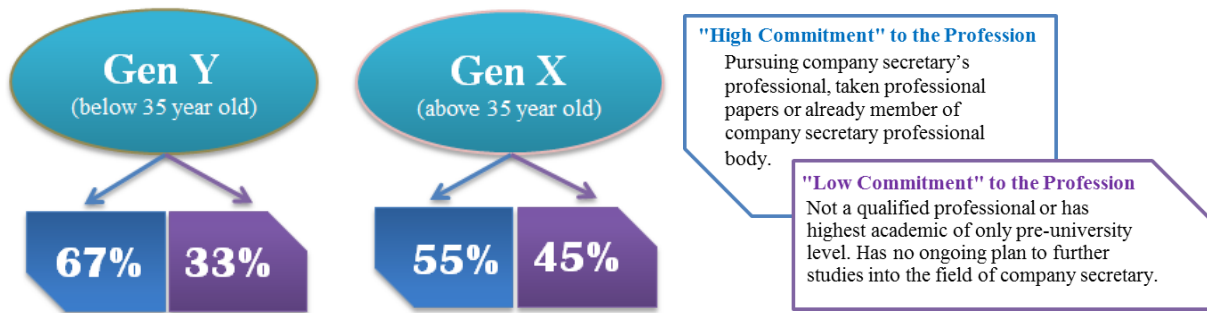 Gen Y
(below 35 year old)
67%
33%
Gen X
(above 35 year old)
55%
45%
"High Commitment" to the Profession
Pursuing company secretary's
professional, taken professional
papers or already member of
company secretary professional
body.
"Low Commitment" to the Profession
Not a qualified professional or has
highest academic of only pre-university
level. Has no ongoing plan to further
studies into the field of company secretary.